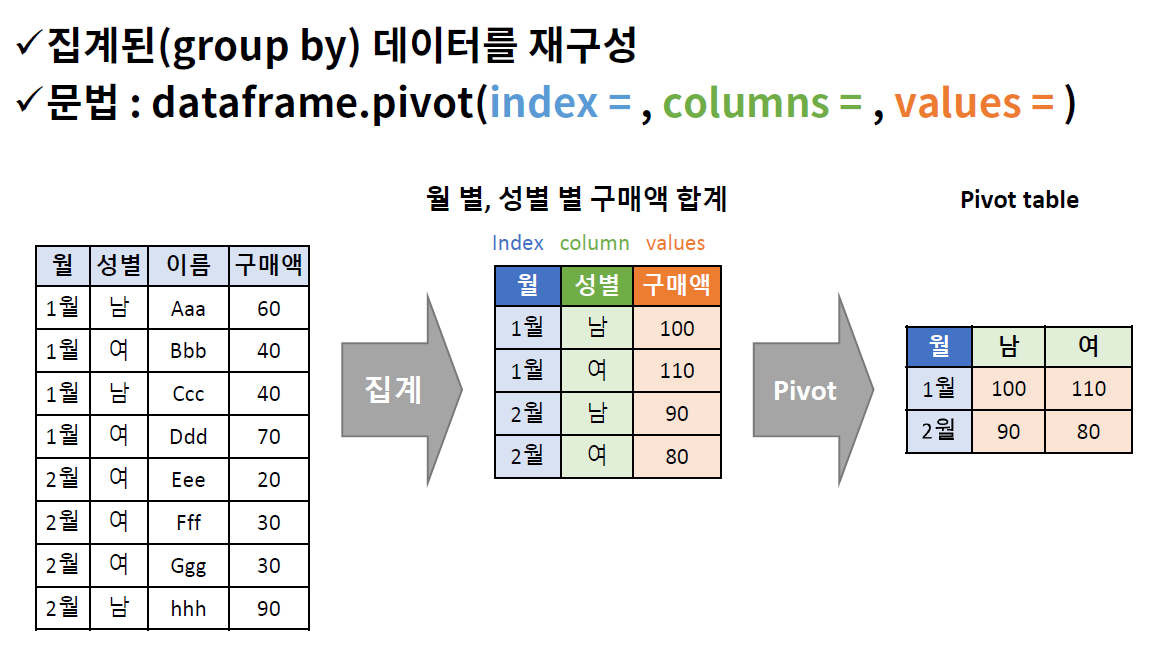 ✓집계된(group by) 데이터를 재구성
✓문법 : dataframe.pivot(index = , columns = , values = )
월 별, 성별 별 구매액 합계
Pivot table
Index column values
월 성별 이름 구매액
1월 남 Aaa 60
1월 여 Bbb 40
1월 남 Ccc 40
1월 여 Ddd 70
2월 여 Eee 20
2월 여 Fff 30
2월 여 Ggg 30
2월 남 hhh 90
집계
월 성별 구매액
1월 남 100
1월 여 110
2월 남 90
2월 여 80
Pivot
월 남 여
1월 100 110
2월 90 80